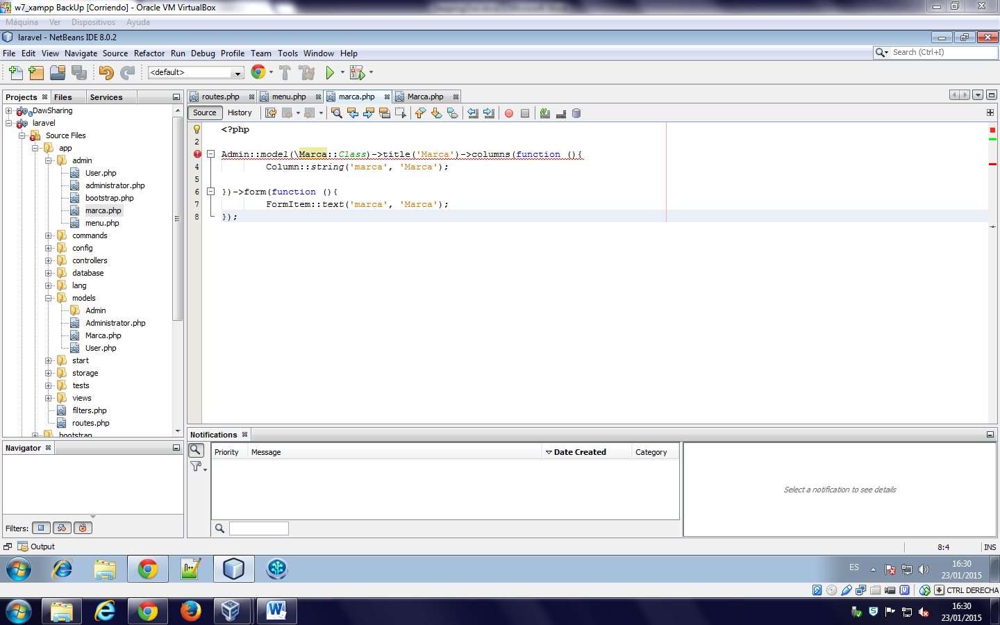 w7_xampp BackUp [Corriendo] - Oracle VM VirtualBox
Máquina Ver Dispositivos Ayuda
laravel - NetBeans IDE 8.0.2
File Edit View Navigate Source Refactor Run Debug Profile Team Tools Window Help
Search (Ctrl+I)
<default>
Projects Files Services
routes.php menu.php marca.php Marca.php
Source History
DawSharing
laravel
Source Files
app
admin
User.php
administrator.php
bootstrap.php
marca.php
menu.php
commands
config
controllers
database
lang
models
Admin
Administrator.php
Marca.php
User.php
start
storage
tests
views
filters.php
routes.php
bootstrap
<?php
2
Admin::model(\Marca::Class)->title('Marca')->columns(function (){
4 Column::string('marca', 'Marca');
5
6 })->form(function (){
7 FormItem::text('marca', 'Marca');
8 });
Notifications
Priority Message Date Created Category
Select a notification to see details
Navigator
Filters:
Output
8:4 INS
ES 16:30
23/01/2015
CTRL DERECHA
16:30
23/01/2015